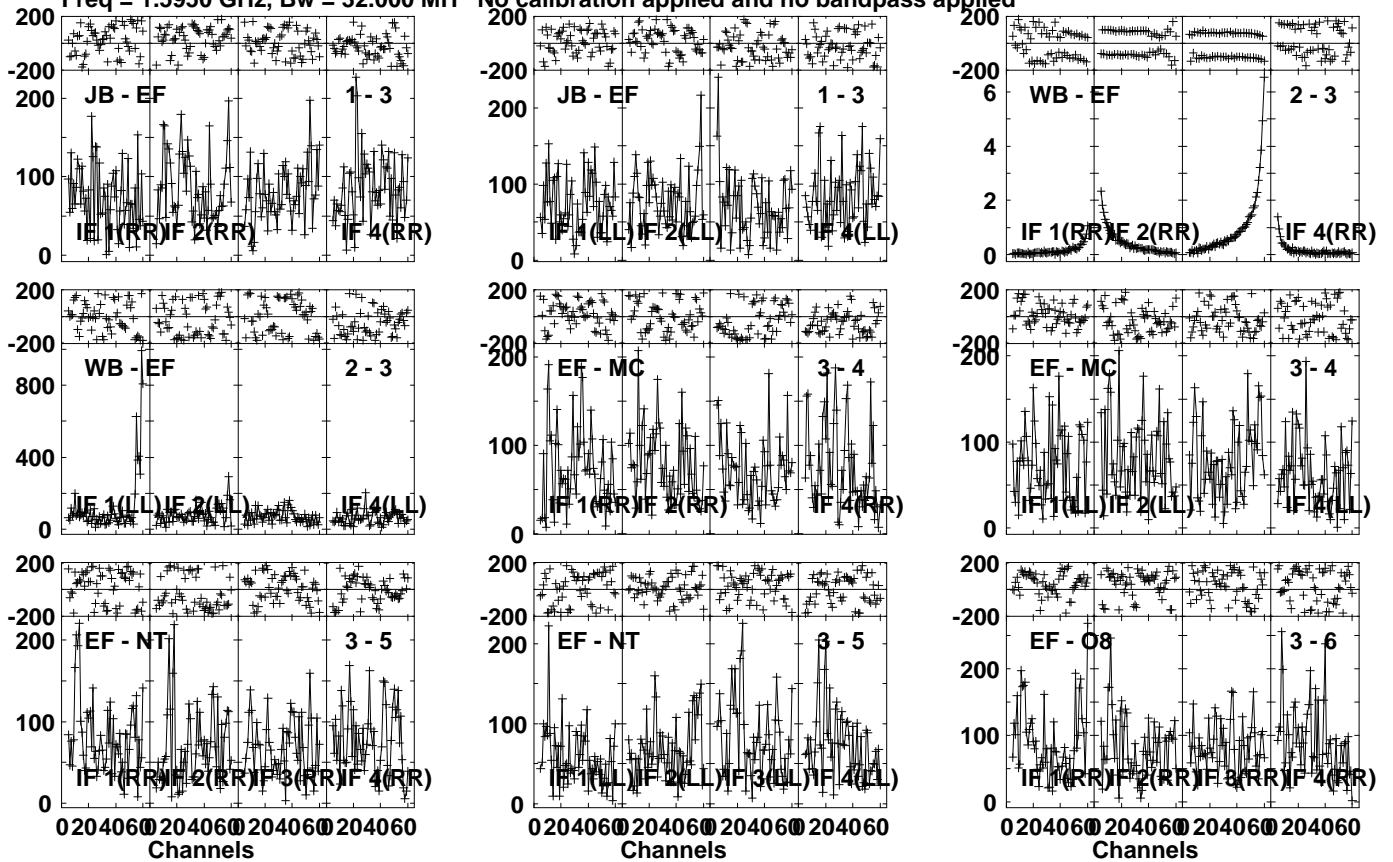 Freq = 1.5950 GHz, Bw = 32.000 MH No calibration applied and no bandpass applied
200
-200
200
100
0
JB - EF 1 - 3
IF 1(RR) IF 2(RR) IF 4(RR)
200
-200
200
100
0
JB - EF 1 - 3
IF 1(LL) IF 2(LL) IF 4(LL)
200
-200
6
4
2
0
WB - EF 2 - 3
IF 1(RR) IF 2(RR) IF 4(RR)
200
-200
800
400
0
WB - EF 2 - 3
IF 1(LL) IF 2(LL) IF 4(LL)
200
-200
200
100
0
EF - MC 3 - 4
IF 1(RR) IF 2(RR) IF 4(RR)
200
-200
200
100
0
EF - MC 3 - 4
IF 1(LL) IF 2(LL) IF 4(LL)
200
-200
200
100
0
EF - NT 3 - 5
IF 1(RR) IF 2(RR) IF 3(RR) IF 4(RR)
0 20 40 60 0 20 40 60 0 20 40 60 0 20 40 60
Channels
200
-200
200
100
0
EF - NT 3 - 5
IF 1(LL) IF 2(LL) IF 3(LL) IF 4(LL)
0 20 40 60 0 20 40 60 0 20 40 60 0 20 40 60
Channels
200
-200
200
100
0
EF - O8 3 - 6
IF 1(RR) IF 2(RR) IF 3(RR) IF 4(RR)
0 20 40 60 0 20 40 60 0 20 40 60 0 20 40 60
Channels